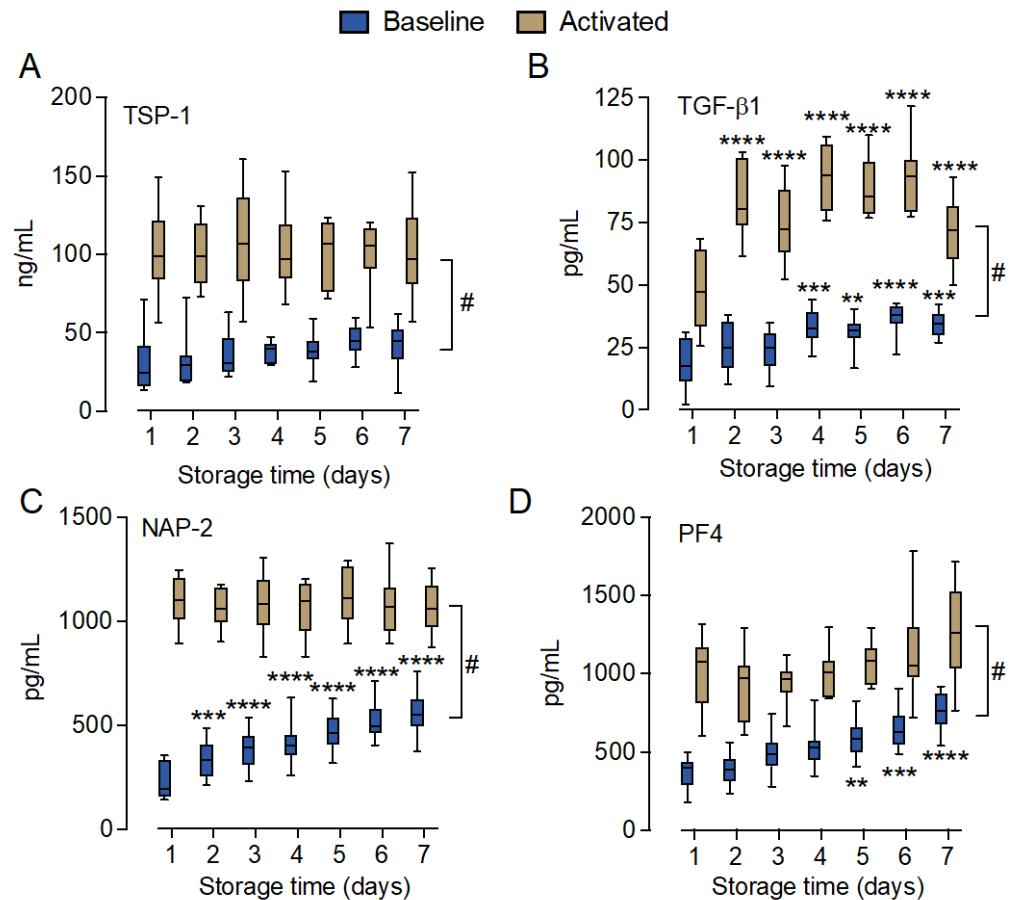 Baseline Activated
A
TSP-1
200
150
100
50
0
ng/mL
#
1 2 3 4 5 6 7
Storage time (days)
B
TGF-β1
125
100
75
50
25
0
pg/mL
**** **** **** **** **** ****
*** ** **** ***
#
1 2 3 4 5 6 7
Storage time (days)
C
NAP-2
1500
1000
500
0
pg/mL
*** **** **** **** **** ****
#
1 2 3 4 5 6 7
Storage time (days)
D
PF4
2000
1500
1000
500
0
pg/mL
** *** ****
#
1 2 3 4 5 6 7
Storage time (days)